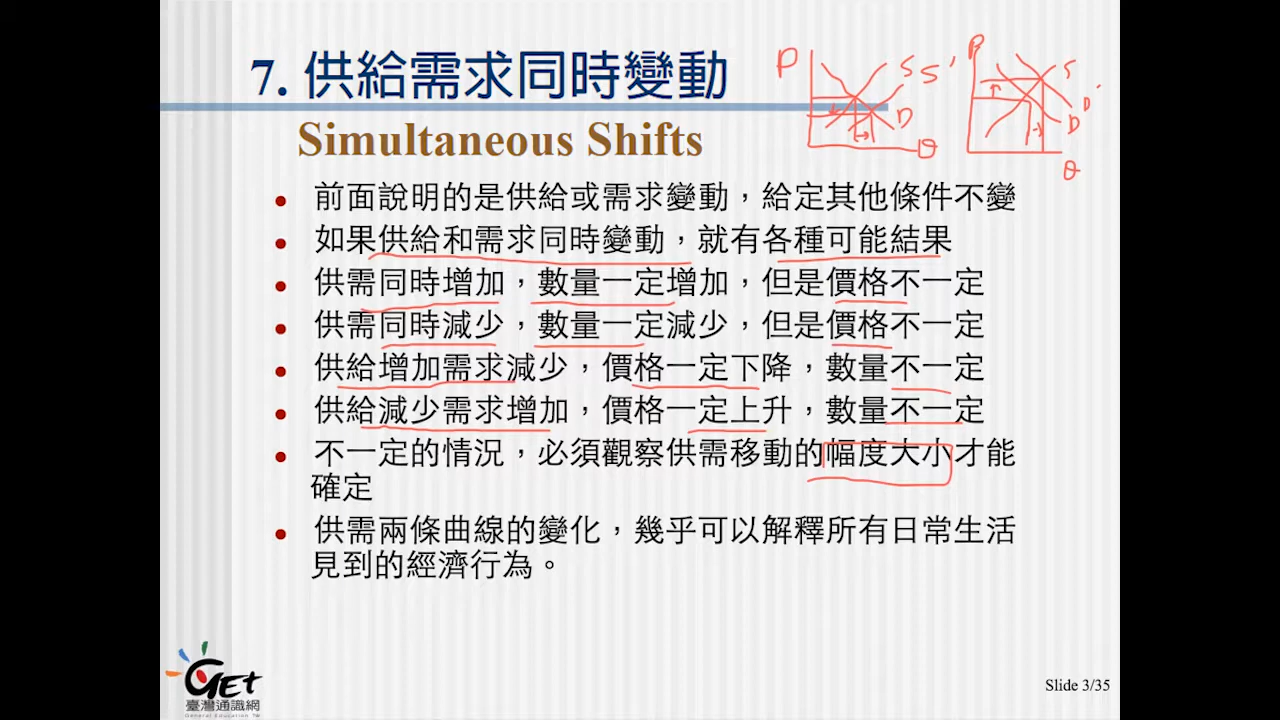 7. 供給需求同時變動
Simultaneous Shifts
P
S
S'
D
Q
P
S
D'
D
Q
• 前面說明的是供給或需求變動，給定其他條件不變
• 如果供給和需求同時變動，就有各種可能結果
• 供需同時增加，數量一定增加，但是價格不一定
• 供需同時減少，數量一定減少，但是價格不一定
• 供給增加需求減少，價格一定下降，數量不一定
• 供給減少需求增加，價格一定上升，數量不一定
• 不一定的情況，必須觀察供需移動的幅度大小才能
確定
• 供需兩條曲線的變化，幾乎可以解釋所有日常生活
見到的經濟行為。
GET
臺灣通識網
General Education TW
Slide 3/35